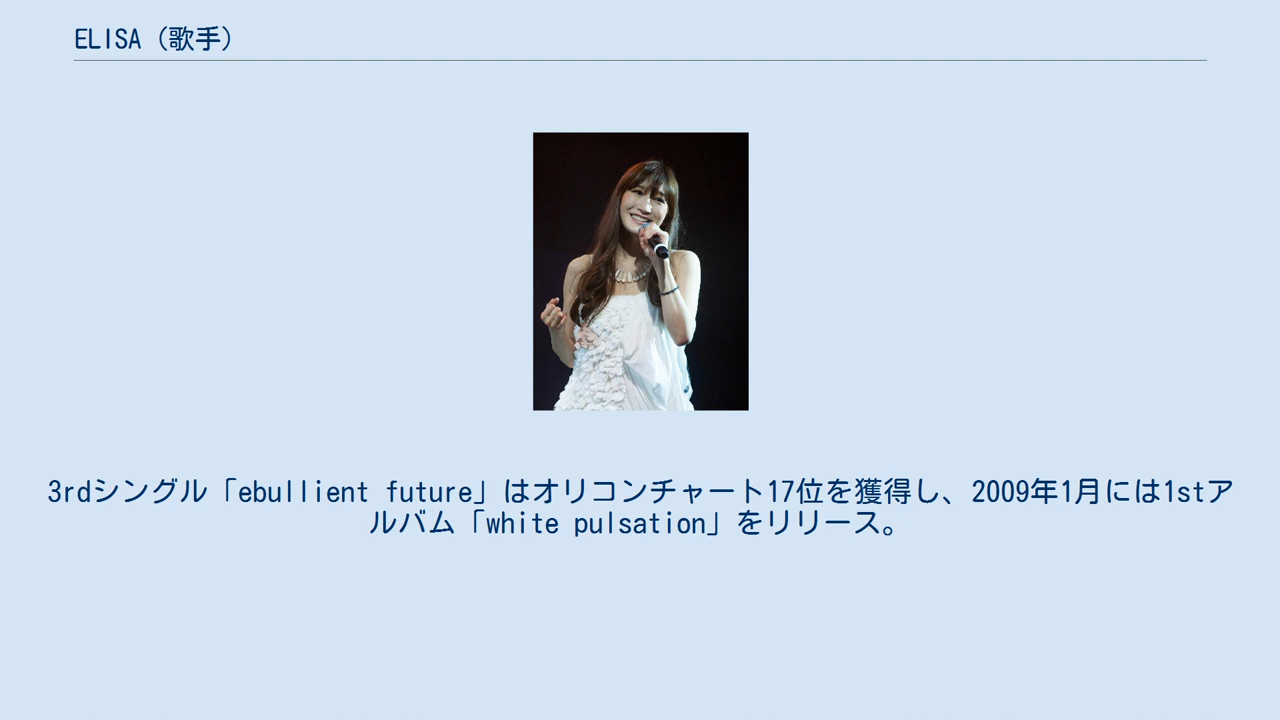 ELISA（歌手）
3rdシングル「ebullient future」はオリコンチャート17位を獲得し、2009年1月には1stア
ルバム「white pulsation」をリリース。